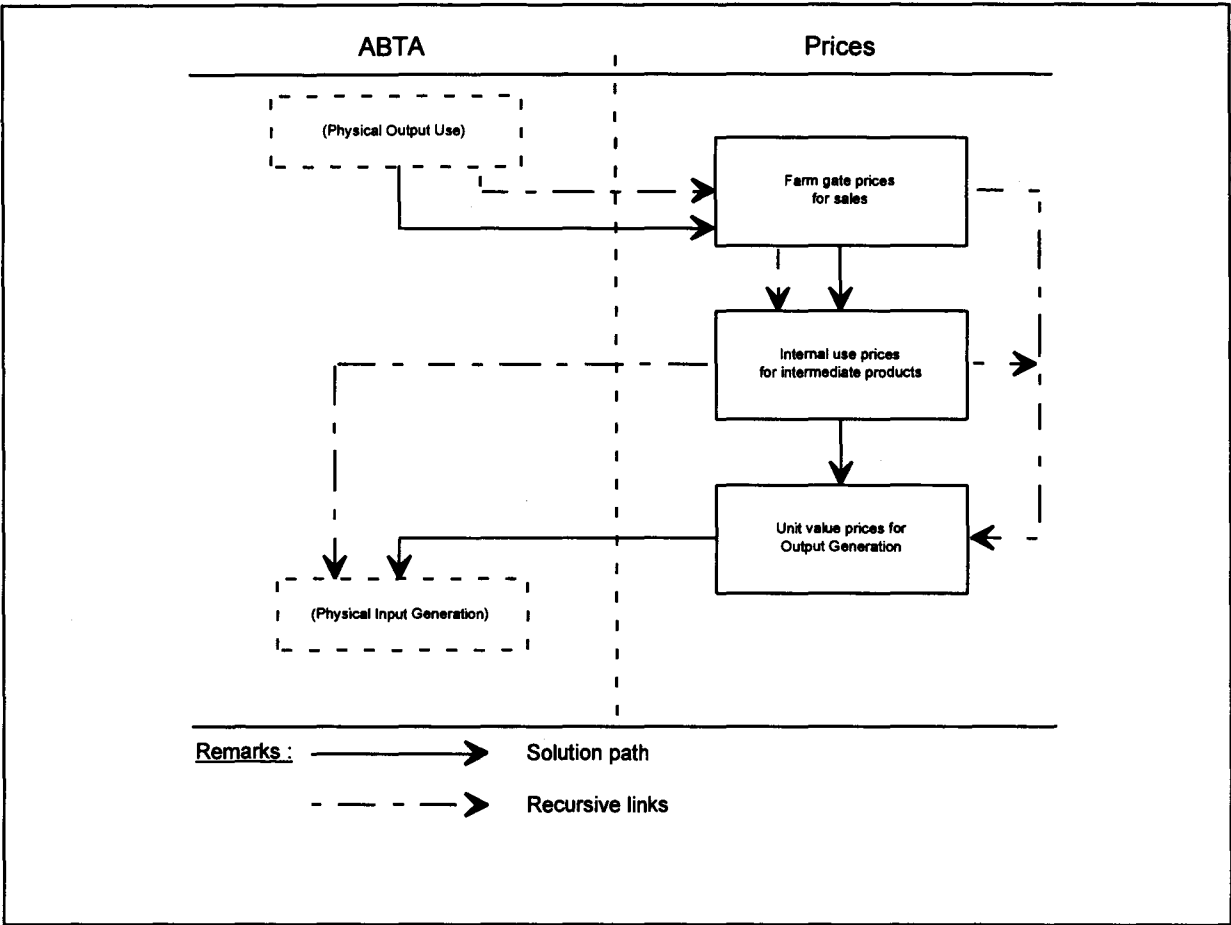 ABTA
Prices
(Physical Output Use)
Farm gate prices
for sales
Internal use prices
for intermediate products
Unit value prices for
Output Generation
(Physical Input Generation)
Remarks :
Solution path
Recursive links